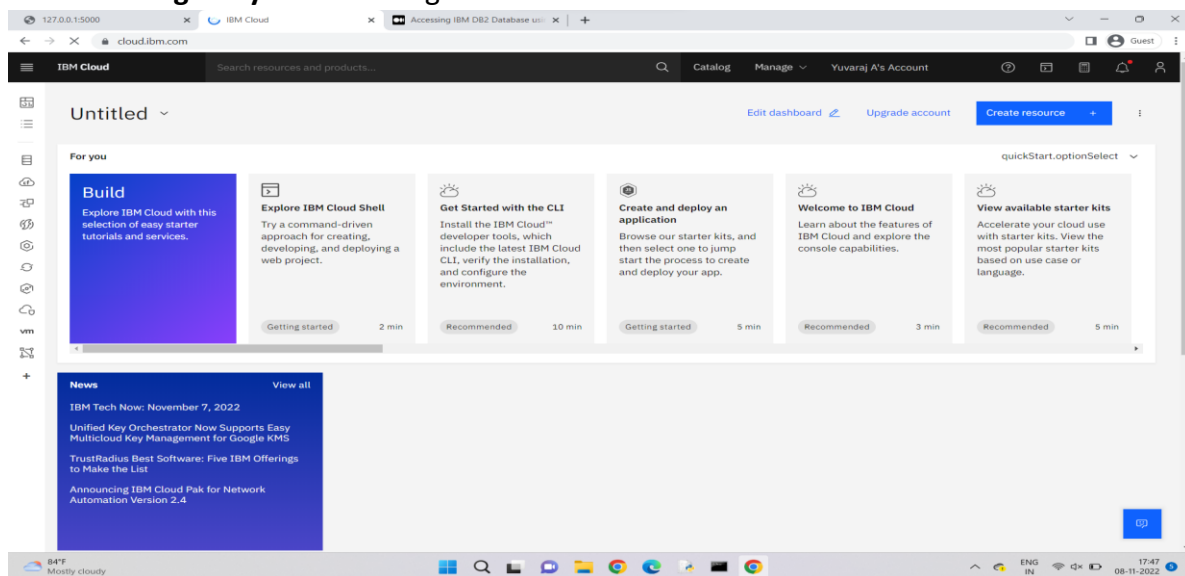 127.0.0.1:5000
IBM Cloud
Accessing IBM DB2 Database usi
cloud.ibm.com
Guest
IBM Cloud
Search resources and products...
Catalog
Manage
Yuvaraj A's Account
Untitled
Edit dashboard
Upgrade account
Create resource +
For you
quickStart.optionSelect
Build
Explore IBM Cloud with this
selection of easy starter
tutorials and services.
Explore IBM Cloud Shell
Try a command-driven
approach for creating,
developing, and deploying a
web project.
Getting started
2 min
Get Started with the CLI
Install the IBM Cloud™
developer tools, which
include the latest IBM Cloud
CLI, verify the installation,
and configure the
environment.
Recommended
10 min
Create and deploy an
application
Browse our starter kits, and
then select one to jump
start the process to create
and deploy your app.
Getting started
5 min
Welcome to IBM Cloud
Learn about the features of
IBM Cloud and explore the
console capabilities.
Recommended
3 min
View available starter kits
Accelerate your cloud use
with starter kits. View the
most popular starter kits
based on use case or
language.
Recommended
5 min
vm
News
View all
IBM Tech Now: November 7, 2022
Unified Key Orchestrator Now Supports Easy
Multicloud Key Management for Google KMS
TrustRadius Best Software: Five IBM Offerings
to Make the List
Announcing IBM Cloud Pak for Network
Automation Version 2.4
84°F
Mostly cloudy
ENG
IN
17:47
08-11-2022